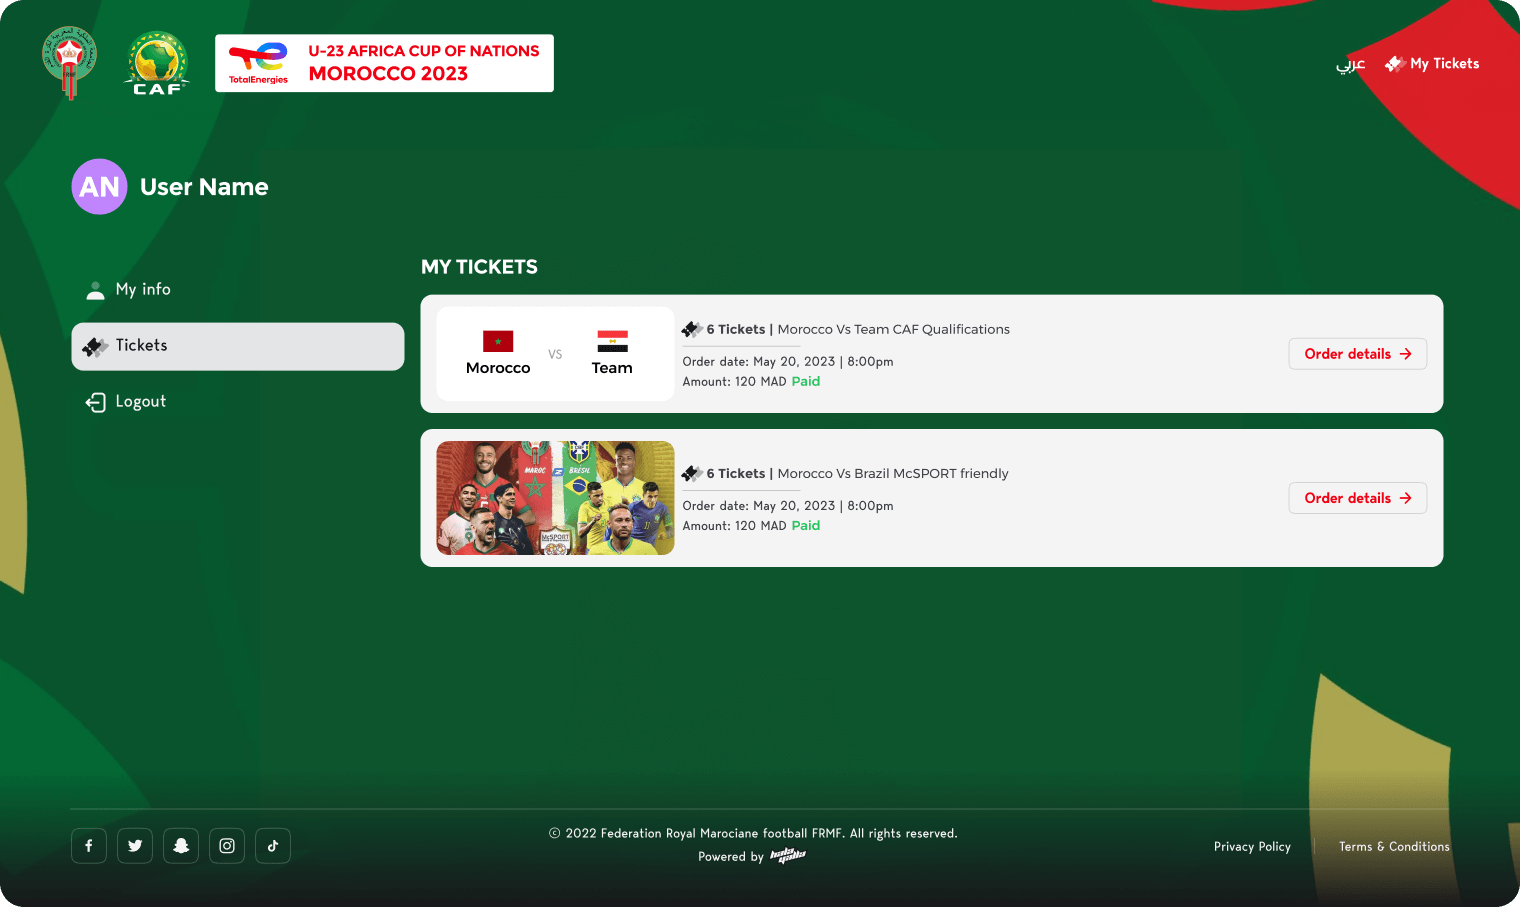 CAF
TotalEnergies
U-23 AFRICA CUP OF NATIONS
MOROCCO 2023
عربي
My Tickets
AN
User Name
My info
Tickets
Logout
MY TICKETS
Morocco
VS
Team
6 Tickets | Morocco Vs Team CAF Qualifications
Order date: May 20, 2023 | 8:00pm
Amount: 120 MAD Paid
Order details
MAROC
BRESIL
McSPORT
6 Tickets | Morocco Vs Brazil McSPORT friendly
Order date: May 20, 2023 | 8:00pm
Amount: 120 MAD Paid
Order details
© 2022 Federation Royal Marociane football FRMF. All rights reserved.
Powered by hala yalla
Privacy Policy
Terms & Conditions